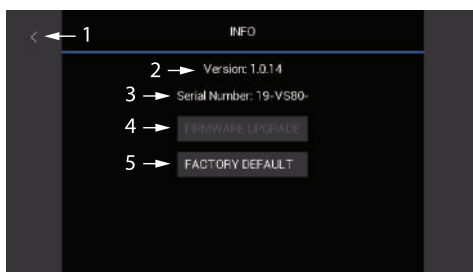 INFO
< 1
2 Version: 1.0.14
3 Serial Number: 19-VS80-
4 FIRMWARE UPGRADE
5 FACTORY DEFAULT